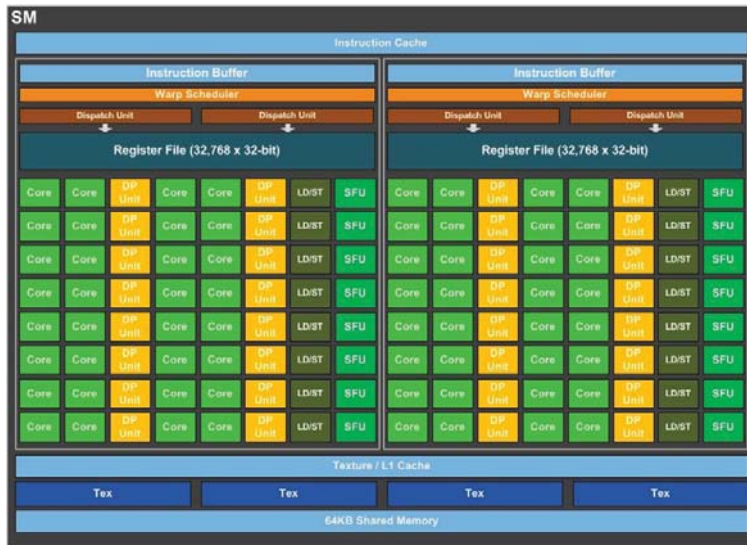 SM
Instruction Cache
Instruction Buffer Instruction Buffer
Warp Scheduler Warp Scheduler
Dispatch Unit Dispatch Unit Dispatch Unit Dispatch Unit
Register File (32,768 x 32-bit) Register File (32,768 x 32-bit)
Core Core DP Unit Core Core DP Unit LD/ST SFU Core Core DP Unit Core Core DP Unit LD/ST SFU
Core Core DP Unit Core Core DP Unit LD/ST SFU Core Core DP Unit Core Core DP Unit LD/ST SFU
Core Core DP Unit Core Core DP Unit LD/ST SFU Core Core DP Unit Core Core DP Unit LD/ST SFU
Core Core DP Unit Core Core DP Unit LD/ST SFU Core Core DP Unit Core Core DP Unit LD/ST SFU
Core Core DP Unit Core Core DP Unit LD/ST SFU Core Core DP Unit Core Core DP Unit LD/ST SFU
Core Core DP Unit Core Core DP Unit LD/ST SFU Core Core DP Unit Core Core DP Unit LD/ST SFU
Core Core DP Unit Core Core DP Unit LD/ST SFU Core Core DP Unit Core Core DP Unit LD/ST SFU
Core Core DP Unit Core Core DP Unit LD/ST SFU Core Core DP Unit Core Core DP Unit LD/ST SFU
Texture / L1 Cache
Tex Tex Tex Tex
64KB Shared Memory